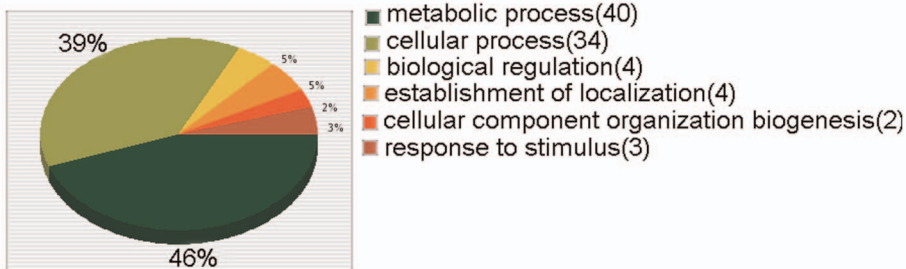 39%
5%
5%
2%
3%
46%
metabolic process(40)
cellular process(34)
biological regulation(4)
establishment of localization(4)
cellular component organization biogenesis(2)
response to stimulus(3)